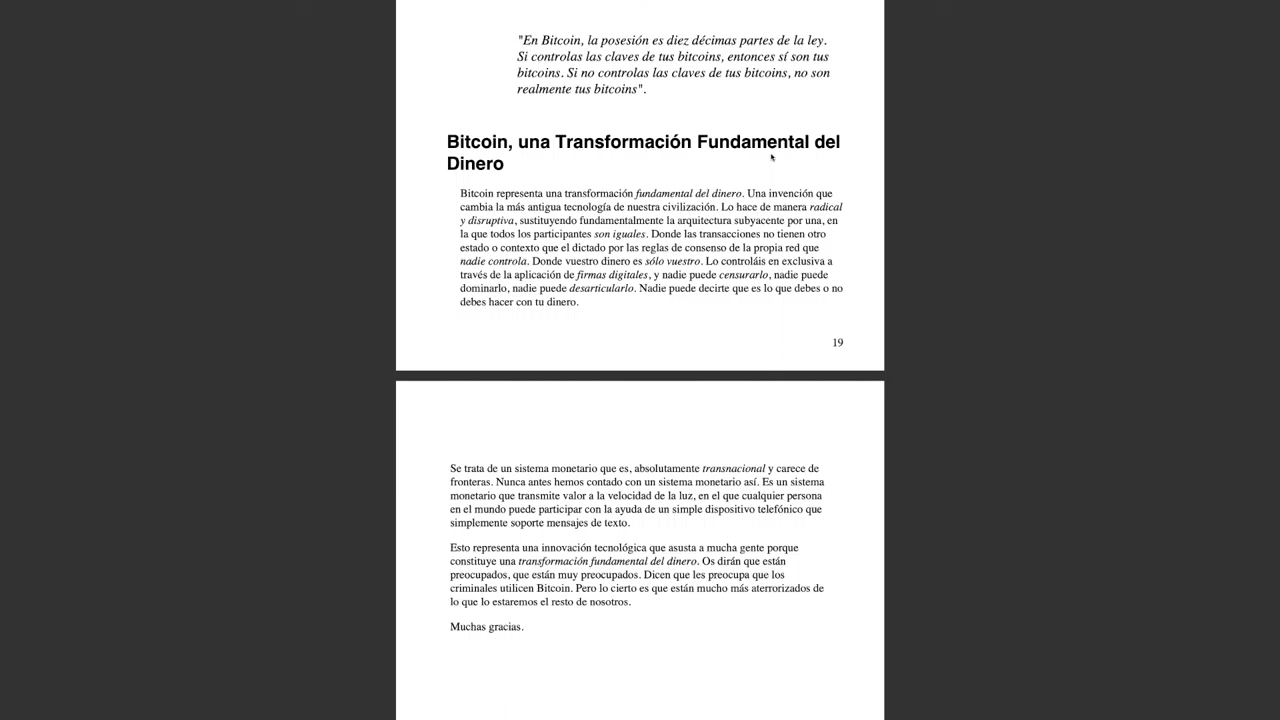 "En Bitcoin, la posesión es diez décimas partes de la ley.
Si controlas las claves de tus bitcoins, entonces sí son tus
bitcoins. Si no controlas las claves de tus bitcoins, no son
realmente tus bitcoins".
Bitcoin, una Transformación Fundamental del
Dinero
Bitcoin representa una transformación fundamental del dinero. Una invención que
cambia la más antigua tecnología de nuestra civilización. Lo hace de manera radical
y disruptiva, sustituyendo fundamentalmente la arquitectura subyacente por una, en
la que todos los participantes son iguales. Donde las transacciones no tienen otro
estado o contexto que el dictado por las reglas de consenso de la propia red que
nadie controla. Donde vuestro dinero es sólo vuestro. Lo controláis en exclusiva a
través de la aplicación de firmas digitales, y nadie puede censurarlo, nadie puede
dominarlo, nadie puede desarticularlo. Nadie puede decirte que es lo que debes o no
debes hacer con tu dinero.
19
Se trata de un sistema monetario que es, absolutamente transnacional y carece de
fronteras. Nunca antes hemos contado con un sistema monetario así. Es un sistema
monetario que transmite valor a la velocidad de la luz, en el que cualquier persona
en el mundo puede participar con la ayuda de un simple dispositivo telefónico que
simplemente soporte mensajes de texto.
Esto representa una innovación tecnológica que asusta a mucha gente porque
constituye una transformación fundamental del dinero. Os dirán que están
preocupados, que están muy preocupados. Dicen que les preocupa que los
criminales utilicen Bitcoin. Pero lo cierto es que están mucho más aterrorizados de
lo que lo estaremos el resto de nosotros.
Muchas gracias.